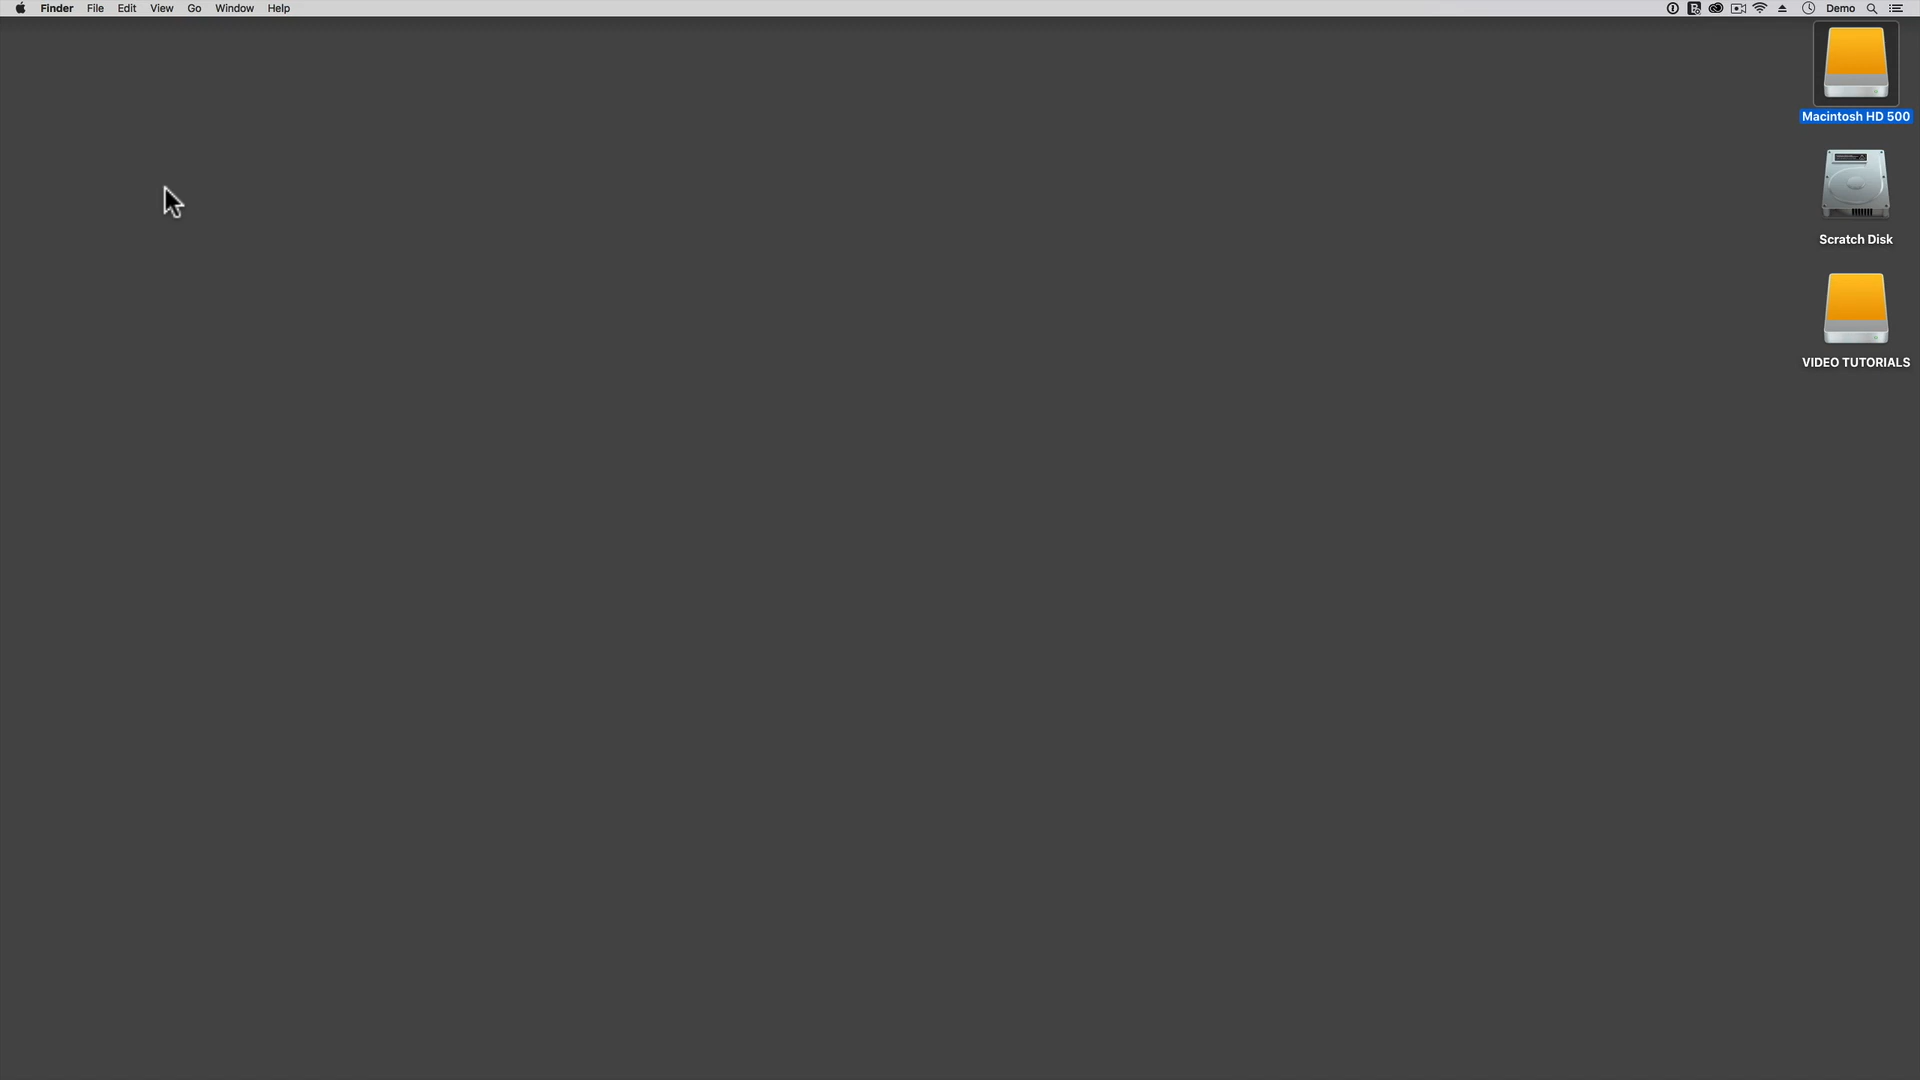 Finder File Edit View Go Window Help Demo
Macintosh HD 500
Scratch Disk
VIDEO TUTORIALS